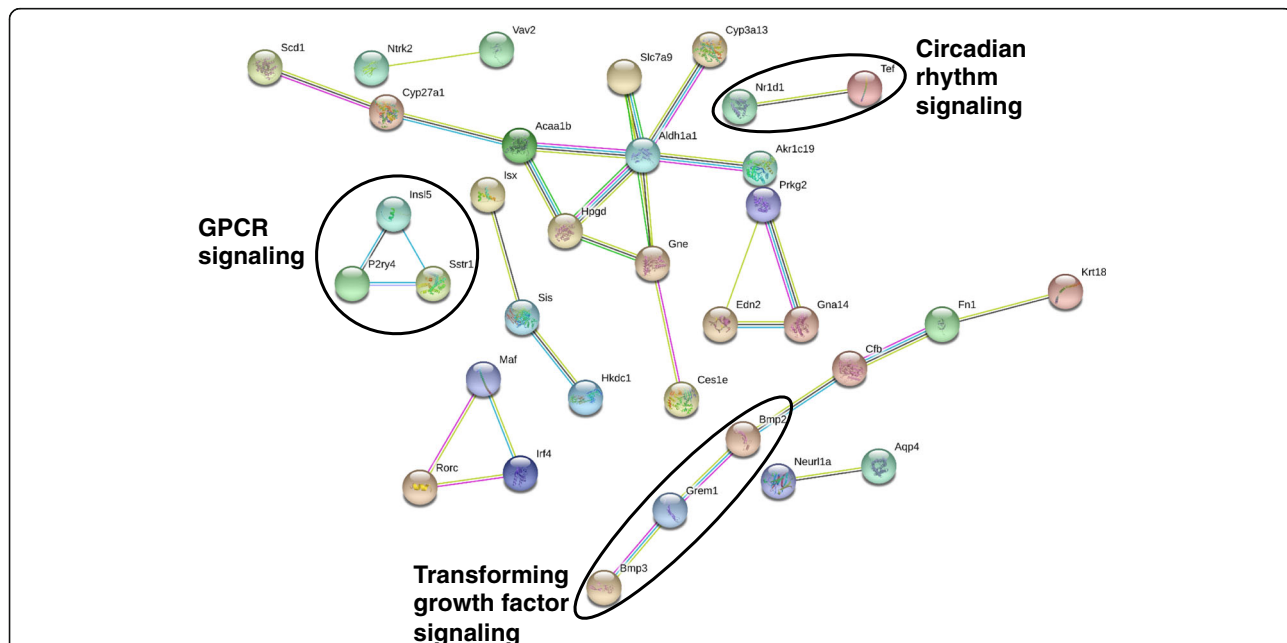 Scd1
Ntrk2
Vav2
Cyp3a13
Slc7a9
Circadian
rhythm
signaling
Tef
Nr1d1
Cyp27a1
Acaa1b
Aldh1a1
Akr1c19
Isx
Prkg2
Insl5
GPCR
signaling
Hpgd
Gne
P2ry4
Sstr1
Krt18
Sis
Edn2
Gna14
Fn1
Cfb
Maf
Hkdc1
Ces1e
Bmp2
Rorc
Irf4
Neurl1a
Aqp4
Grem1
Bmp3
Transforming
growth factor
signaling